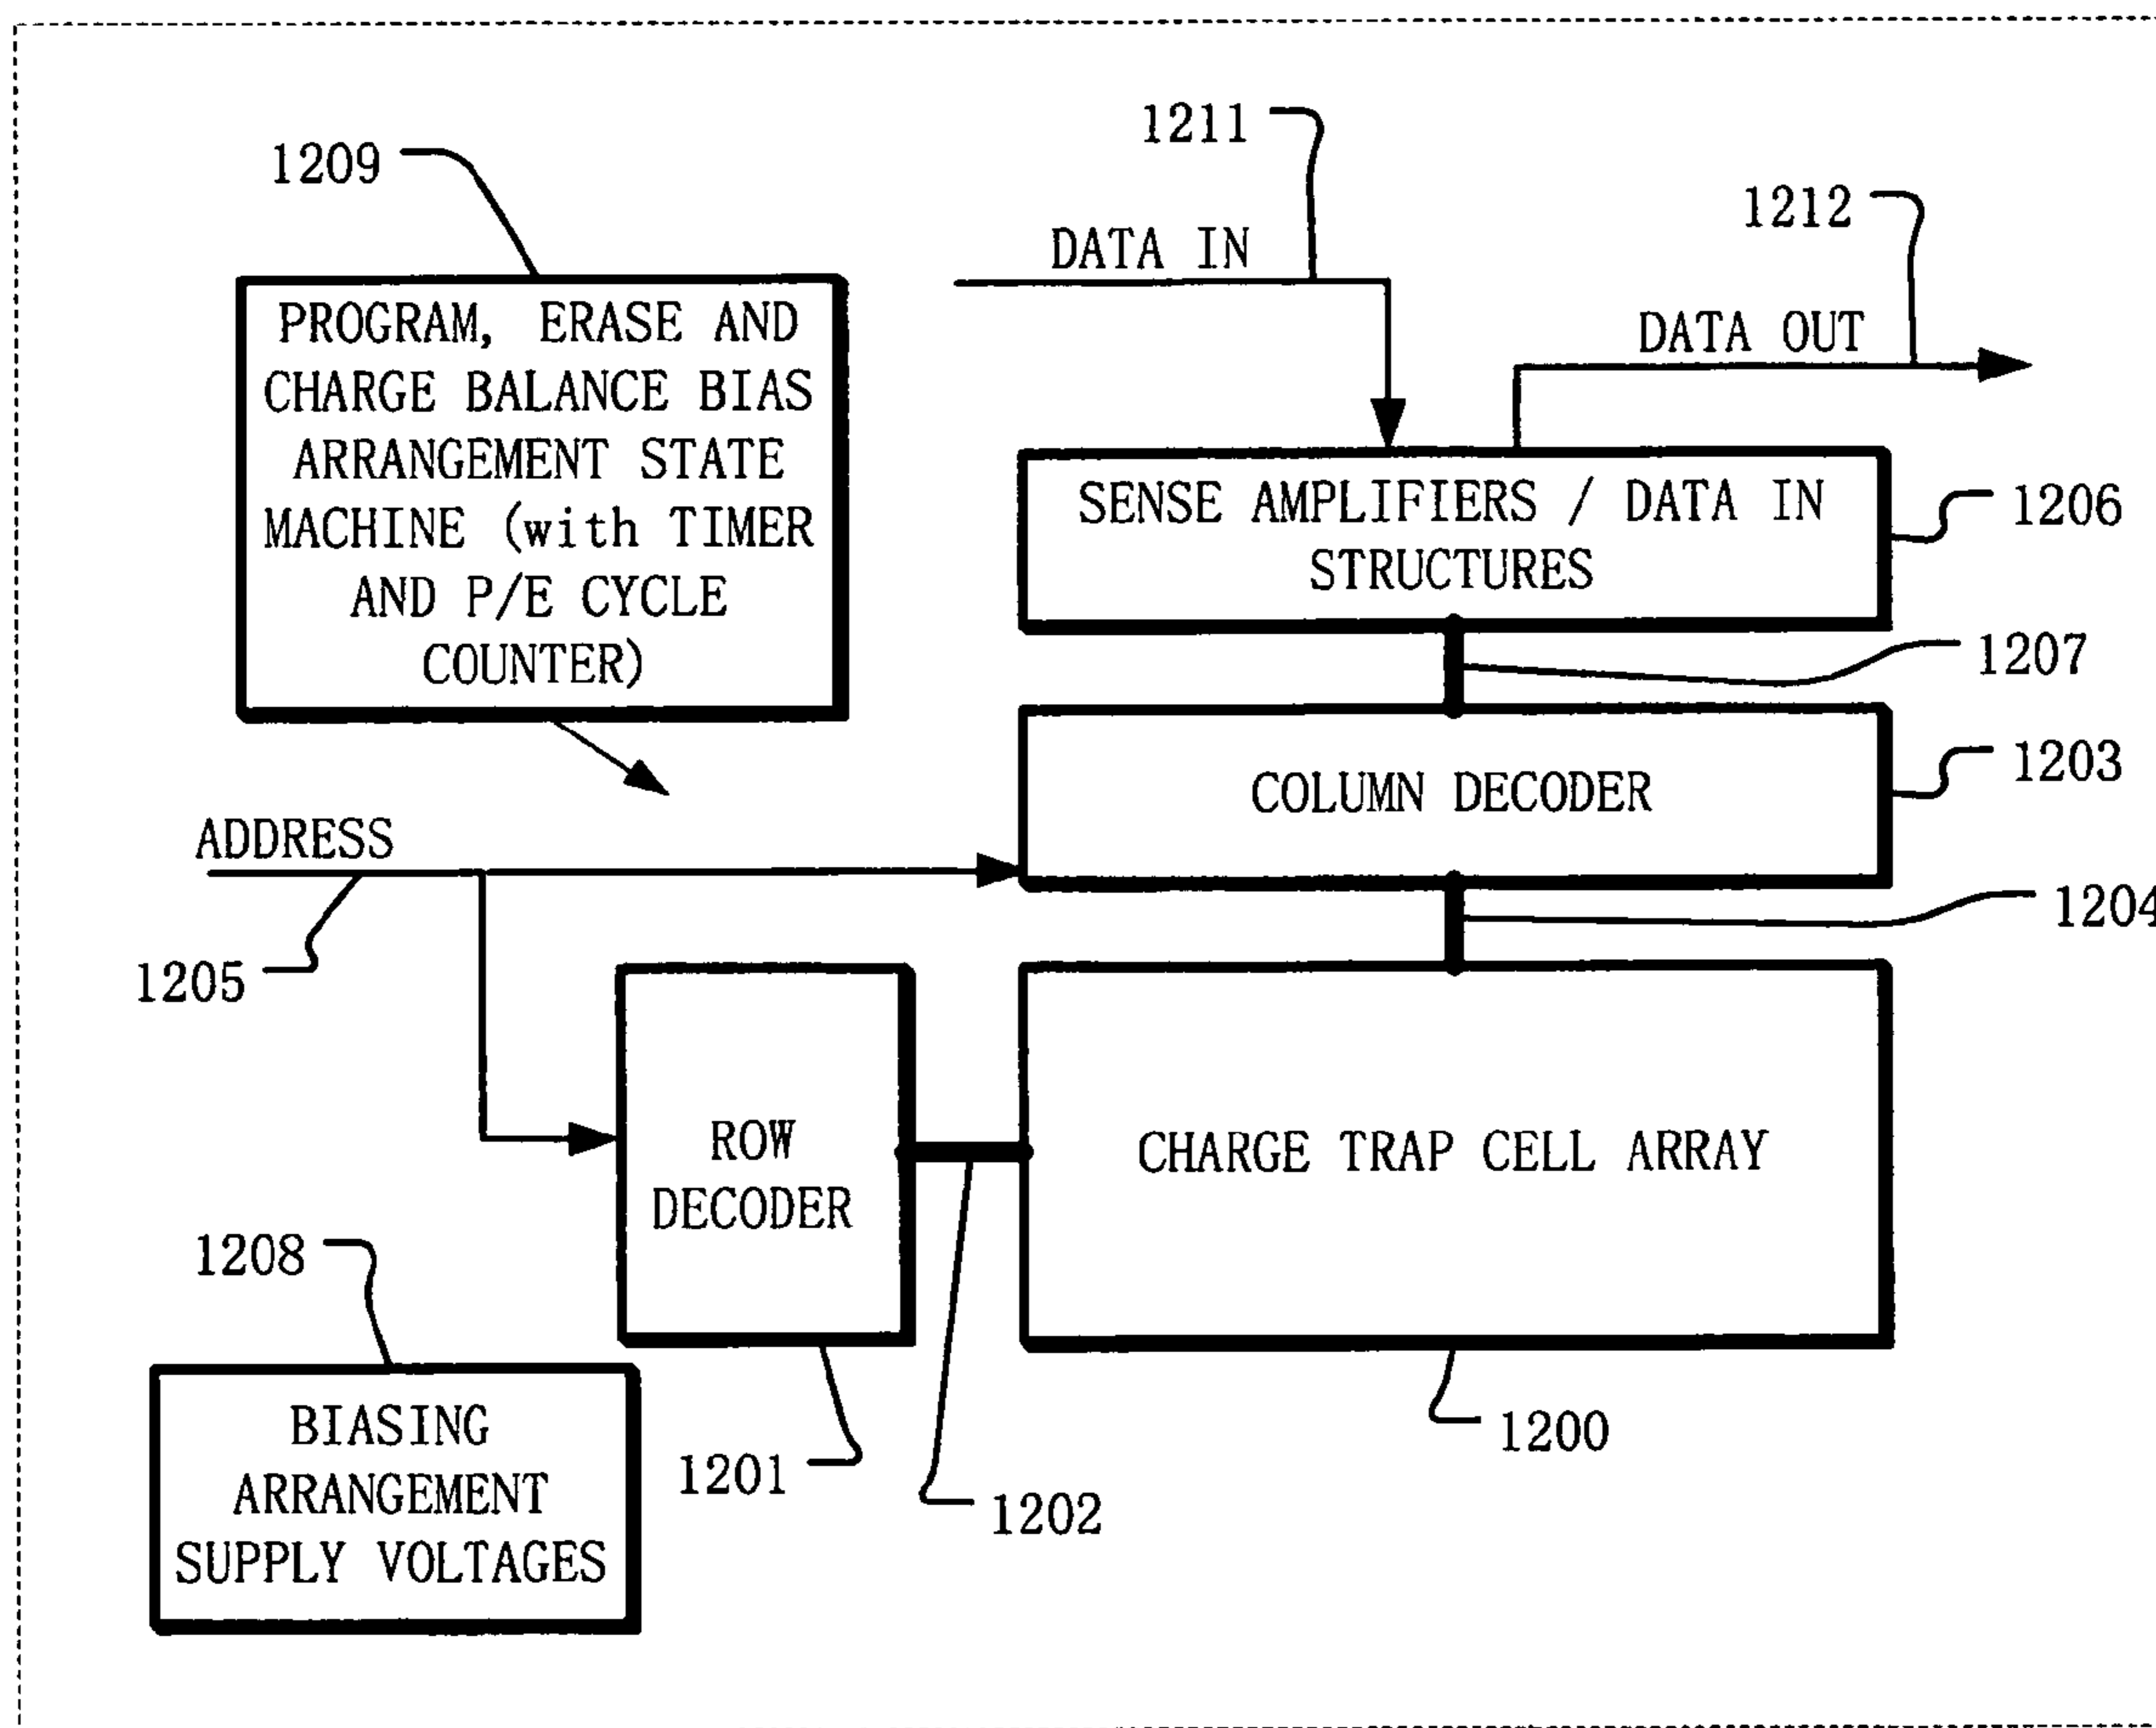 1211
1209
1212
DATA IN
PROGRAM, ERASE AND
CHARGE BALANCE BIAS
ARRANGEMENT STATE
MACHINE (with TIMER
AND P/E CYCLE
COUNTER)
DATA OUT
SENSE AMPLIFIERS / DATA IN
STRUCTURES
1206
1207
COLUMN DECODER
1203
ADDRESS
1204
1205
ROW
DECODER
CHARGE TRAP CELL ARRAY
1208
BIASING
ARRANGEMENT
SUPPLY VOLTAGES
1201
1202
1200